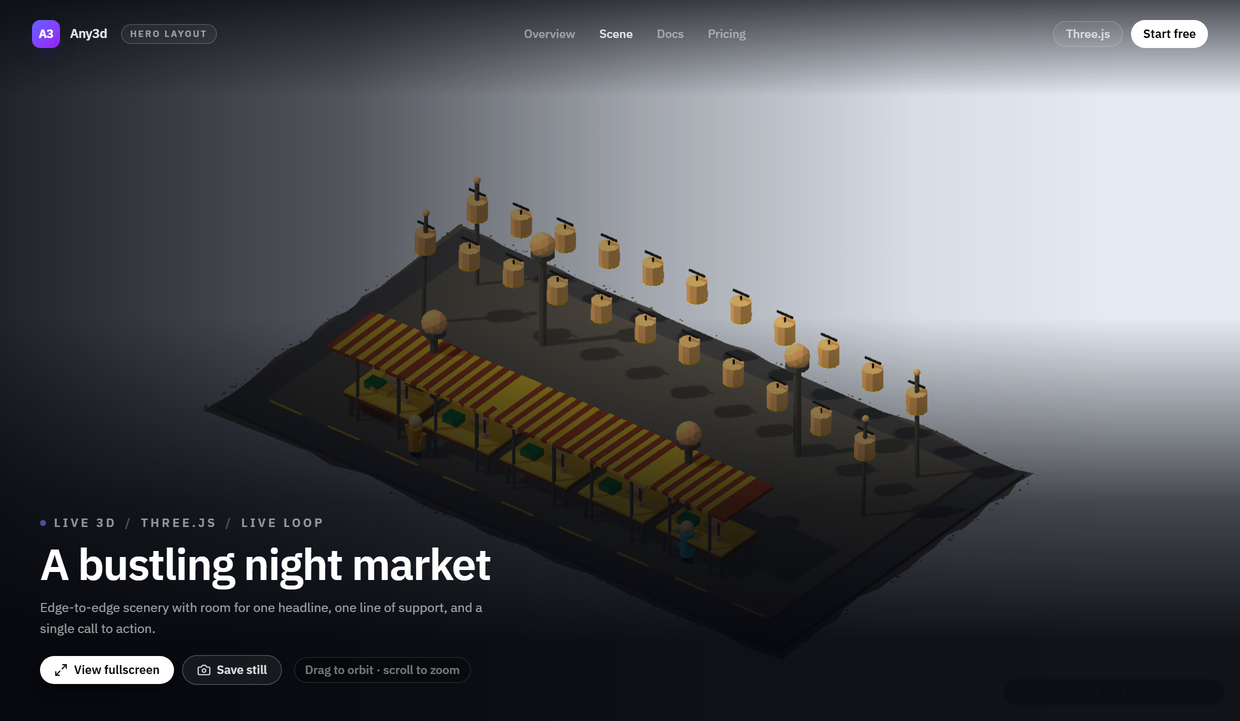 A3 Any3d HERO LAYOUT Overview Scene Docs Pricing Three.js Start free
LIVE 3D / THREE.JS / LIVE LOOP
A bustling night market
Edge-to-edge scenery with room for one headline, one line of support, and a
single call to action.
View fullscreen Save still Drag to orbit · scroll to zoom